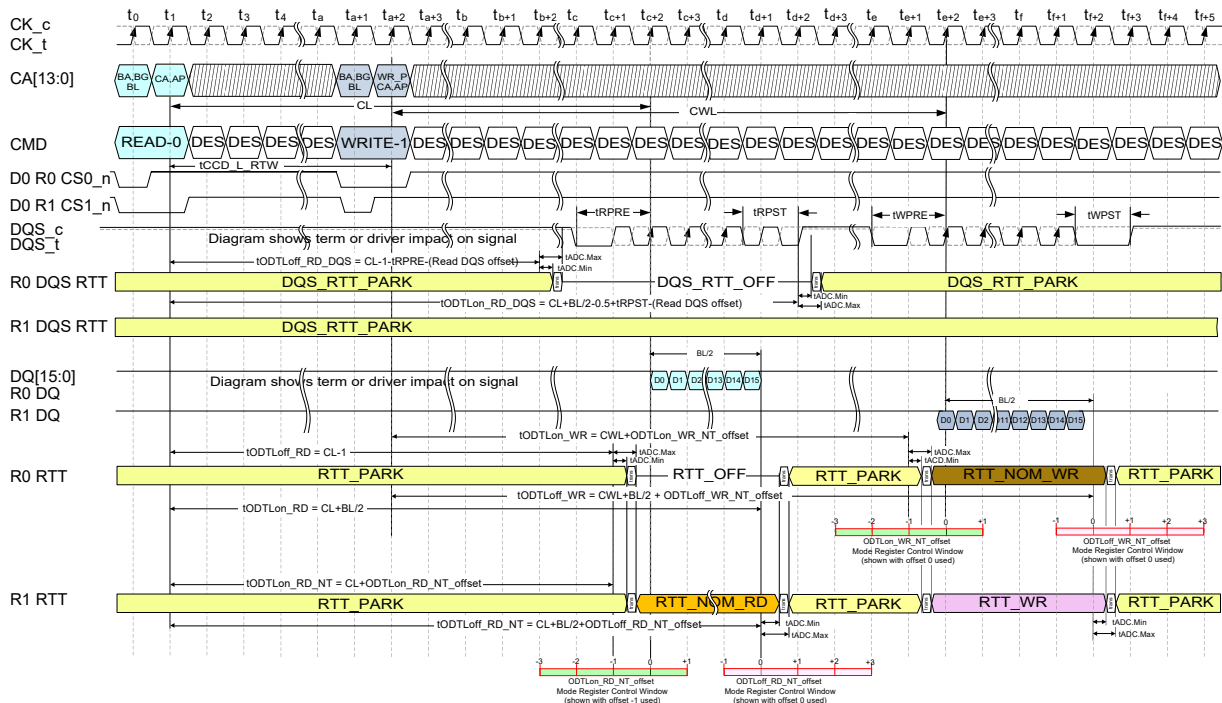 t0 t1 t2 t3 t4 ta ta+1 ta+2 ta+3 tb tb+1 tb+2 tc tc+1 tc+2 tc+3 td td+1 td+2 td+3 te te+1 te+2 te+3 tf tf+1 tf+2 tf+3 tf+4 tf+5
CK_c
CK_t
CA[13:0]
BA,BG
BL
CA,AP
BA,BG
BL
WR_P
CA,AP
CL
CWL
CMD
READ-0 DES DES DES DES WRITE-1 DES DES DES DES DES DES DES DES DES DES DES DES DES DES DES DES DES DES DES DES DES DES
tCCD_L_RTW
D0 R0 CS0_n
D0 R1 CS1_n
tRPRE
tRPST
tWPRE
tWPST
DQS_c
DQS_t
Diagram shows term or driver impact on signal
tODTLoff_RD_DQS = CL-1-tRPRE-(Read DQS offset)
tADC.Max
tADC.Min
R0 DQS RTT
DQS_RTT_PARK
trans
DQS_RTT_OFF
trans
DQS_RTT_PARK
tODTLon_RD_DQS = CL+BL/2-0.5+tRPST-(Read DQS offset)
tADC.Min
tADC.Max
R1 DQS RTT
DQS_RTT_PARK
BL/2
DQ[15:0]
R0 DQ
Diagram shows term or driver impact on signal
D0 D1 D2 D13 D14 D15
BL/2
R1 DQ
D0 D1 D2 D11 D12 D13 D14 D15
tODTLon_WR = CWL+ODTLon_WR_NT_offset
tODTLoff_RD = CL-1
tADC.Max
tADC.Min
tADC.Max
tACD.Min
R0 RTT
RTT_PARK
trans
RTT_OFF
trans
RTT_PARK
trans
RTT_NOM_WR
trans
RTT_PARK
tODTLoff_WR = CWL+BL/2 + ODTLoff_WR_NT_offset
tODTLon_RD = CL+BL/2
-3 -2 -1 0 +1
ODTLon_WR_NT_offset
Mode Register Control Window
(shown with offset 0 used)
-1 0 +1 +2 +3
ODTLoff_WR_NT_offset
Mode Register Control Window
(shown with offset 0 used)
tODTLon_RD_NT = CL+ODTLon_RD_NT_offset
R1 RTT
RTT_PARK
trans
RTT_NOM_RD
trans
RTT_PARK
trans
RTT_WR
trans
RTT_PARK
tODTLoff_RD_NT = CL+BL/2+ODTLoff_RD_NT_offset
tADC.Min
tADC.Max
tADC.Min
tADC.Max
-3 -2 -1 0 +1
ODTLon_RD_NT_offset
Mode Register Control Window
(shown with offset -1 used)
-1 0 +1 +2 +3
ODTLoff_RD_NT_offset
Mode Register Control Window
(shown with offset 0 used)